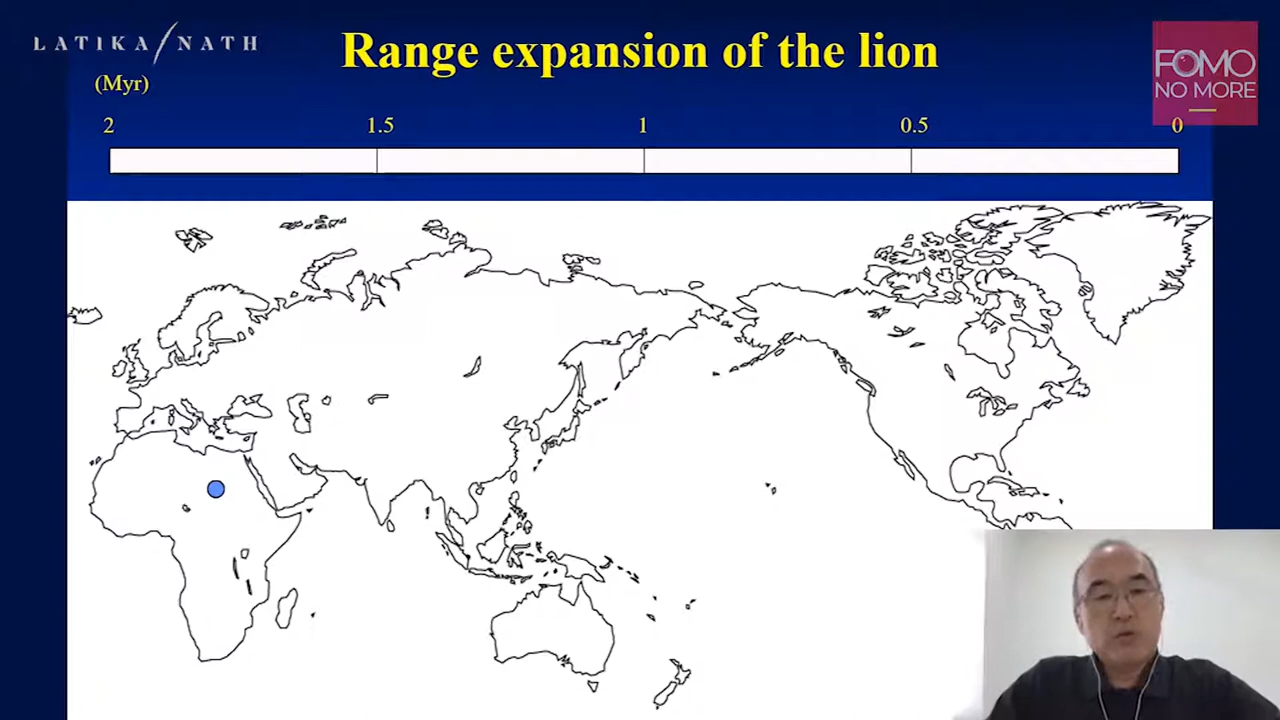 LATIKA/NATH
Range expansion of the lion
FOMO
NO MORE
(Myr)
2 1.5 1 0.5 0